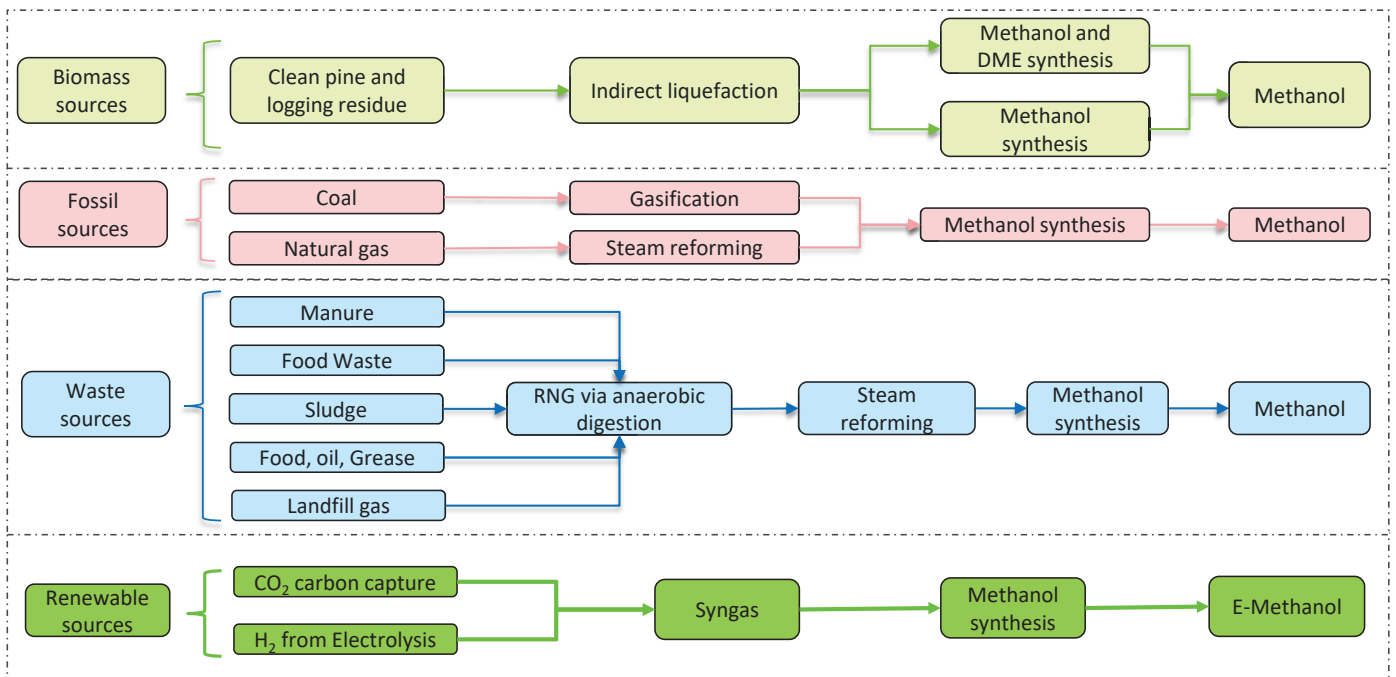 Biomass
sources
Clean pine and
logging residue
Indirect liquefaction
Methanol and
DME synthesis
Methanol
synthesis
Methanol
Fossil
sources
Coal
Gasification
Natural gas
Steam reforming
Methanol synthesis
Methanol
Waste
sources
Manure
Food Waste
Sludge
Food, oil, Grease
Landfill gas
RNG via anaerobic
digestion
Steam
reforming
Methanol
synthesis
Methanol
Renewable
sources
CO₂ carbon capture
H₂ from Electrolysis
Syngas
Methanol
synthesis
E-Methanol